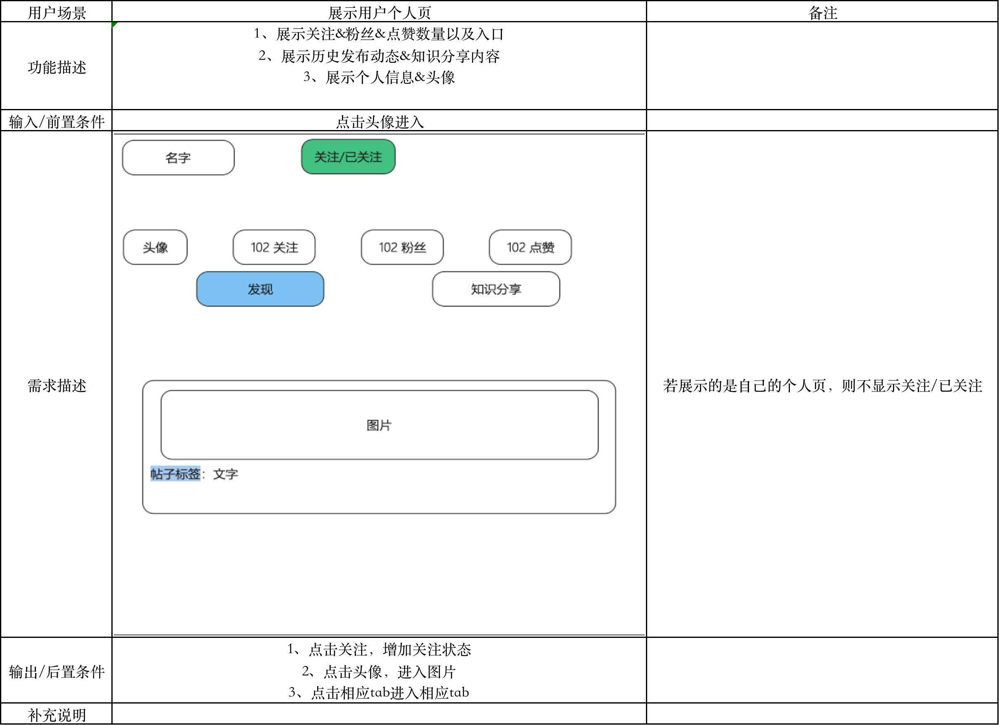 用户场景
展示用户个人页
备注
功能描述
1、展示关注&粉丝&点赞数量以及入口
2、展示历史发布动态&知识分享内容
3、展示个人信息&头像
输入/前置条件
点击头像进入
需求描述
名字
关注/已关注
头像
102 关注
102 粉丝
102 点赞
发现
知识分享
图片
帖子标签：文字
若展示的是自己的个人页，则不显示关注/已关注
输出/后置条件
1、点击关注，增加关注状态
2、点击头像，进入图片
3、点击相应tab进入相应tab
补充说明